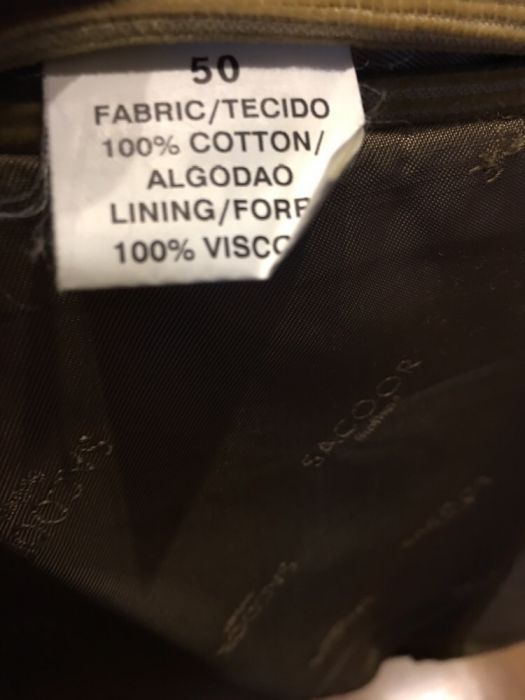 50
FABRIC/TECIDO
100% COTTON/
ALGODAO
LINING/FORR
100% VISCO
SACOOR